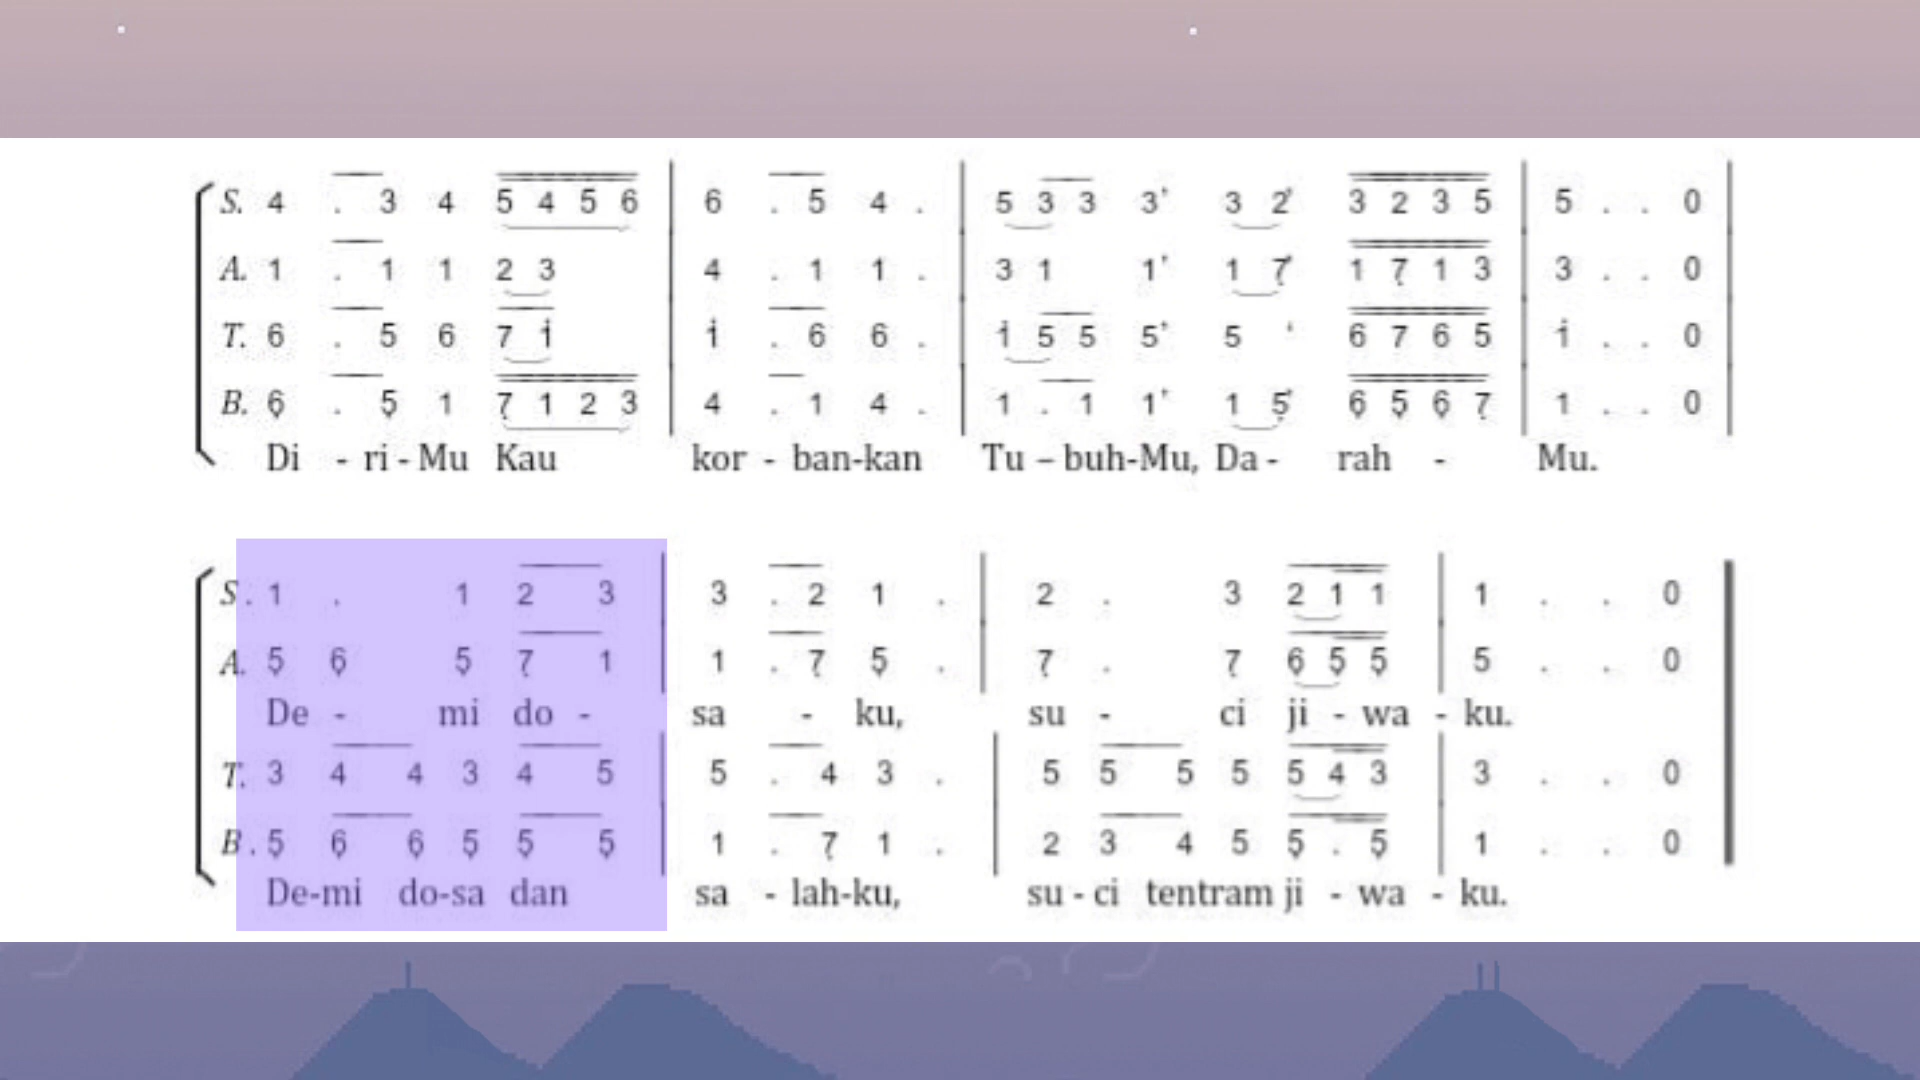 S. 4 . 3 4 5 4 5 6 6 . 5 4 . 5 3 3 3' 3 2' 3 2 3 5 5 . . 0
A. 1 . 1 1 2 3 4 . 1 1 . 3 1 1' 1 7̣' 1 7̣ 1 3 3 . . 0
T. 6 . 5 6 7 1̇ 1̇ . 6 6 . 1̇ 5 5 5' 5 ' 6 7 6 5 1̇ . . 0
B. 6̣ . 5̣ 1 7̣ 1 2 3 4 . 1 4 . 1 . 1 1' 1 5̣' 6̣ 5̣ 6̣ 7̣ 1 . . 0
Di - ri - Mu Kau kor - ban-kan Tu – buh-Mu, Da - rah - Mu.
S. 1 . 1 2 3 3 . 2 1 . 2 . 3 2 1 1 1 . . 0
A. 5̣ 6̣ 5̣ 7̣ 1 1 . 7̣ 5̣ . 7̣ . 7̣ 6̣ 5̣ 5̣ 5 . . 0
De - mi do - sa - ku, su - ci ji - wa - ku.
T. 3 4 4 3 4 5 5 . 4 3 . 5 5 5 5 5 4 3 3 . . 0
B. 5̣ 6̣ 6̣ 5̣ 5̣ 5̣ 1 . 7̣ 1 . 2 3 4 5 5̣ . 5̣ 1 . . 0
De-mi do-sa dan sa - lah-ku, su - ci tentram ji - wa - ku.